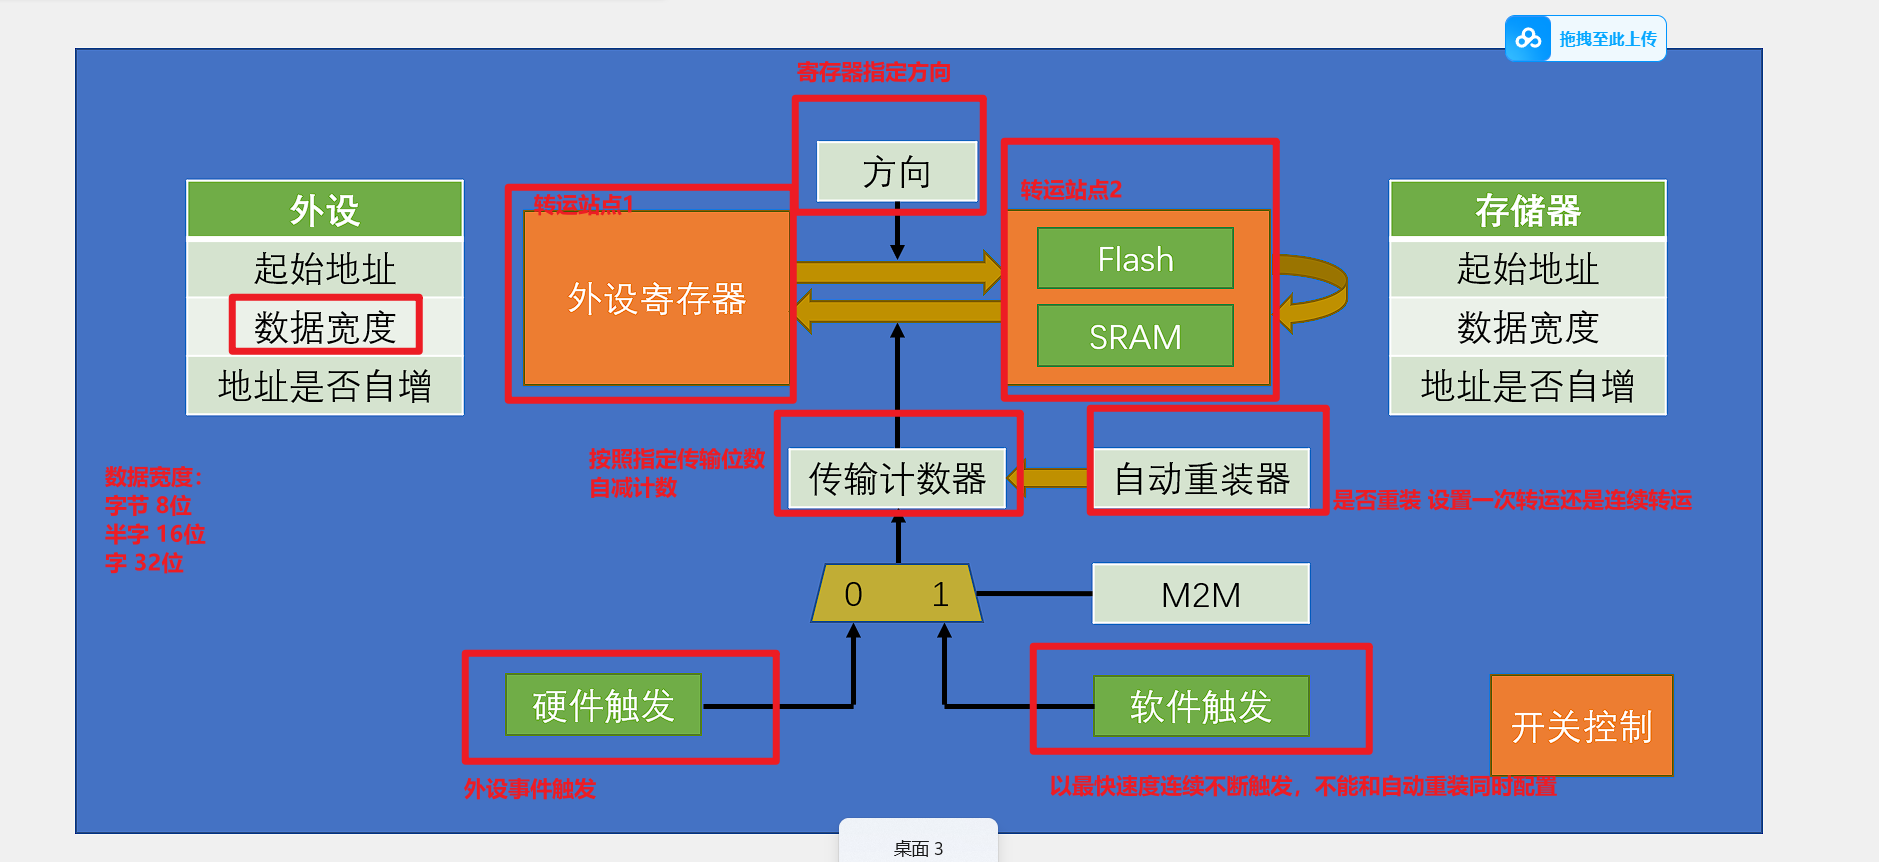 拖拽至此上传
寄存器指定方向
方向
外设
起始地址
数据宽度
地址是否自增
转运站点1
外设寄存器
转运站点2
Flash
SRAM
存储器
起始地址
数据宽度
地址是否自增
数据宽度：
字节 8位
半字 16位
字 32位
按照指定传输位数
自减计数
传输计数器
自动重装器
是否重装 设置一次转运还是连续转运
0 1
M2M
硬件触发
软件触发
开关控制
外设事件触发
以最快速度连续不断触发，不能和自动重装同时配置
桌面 3